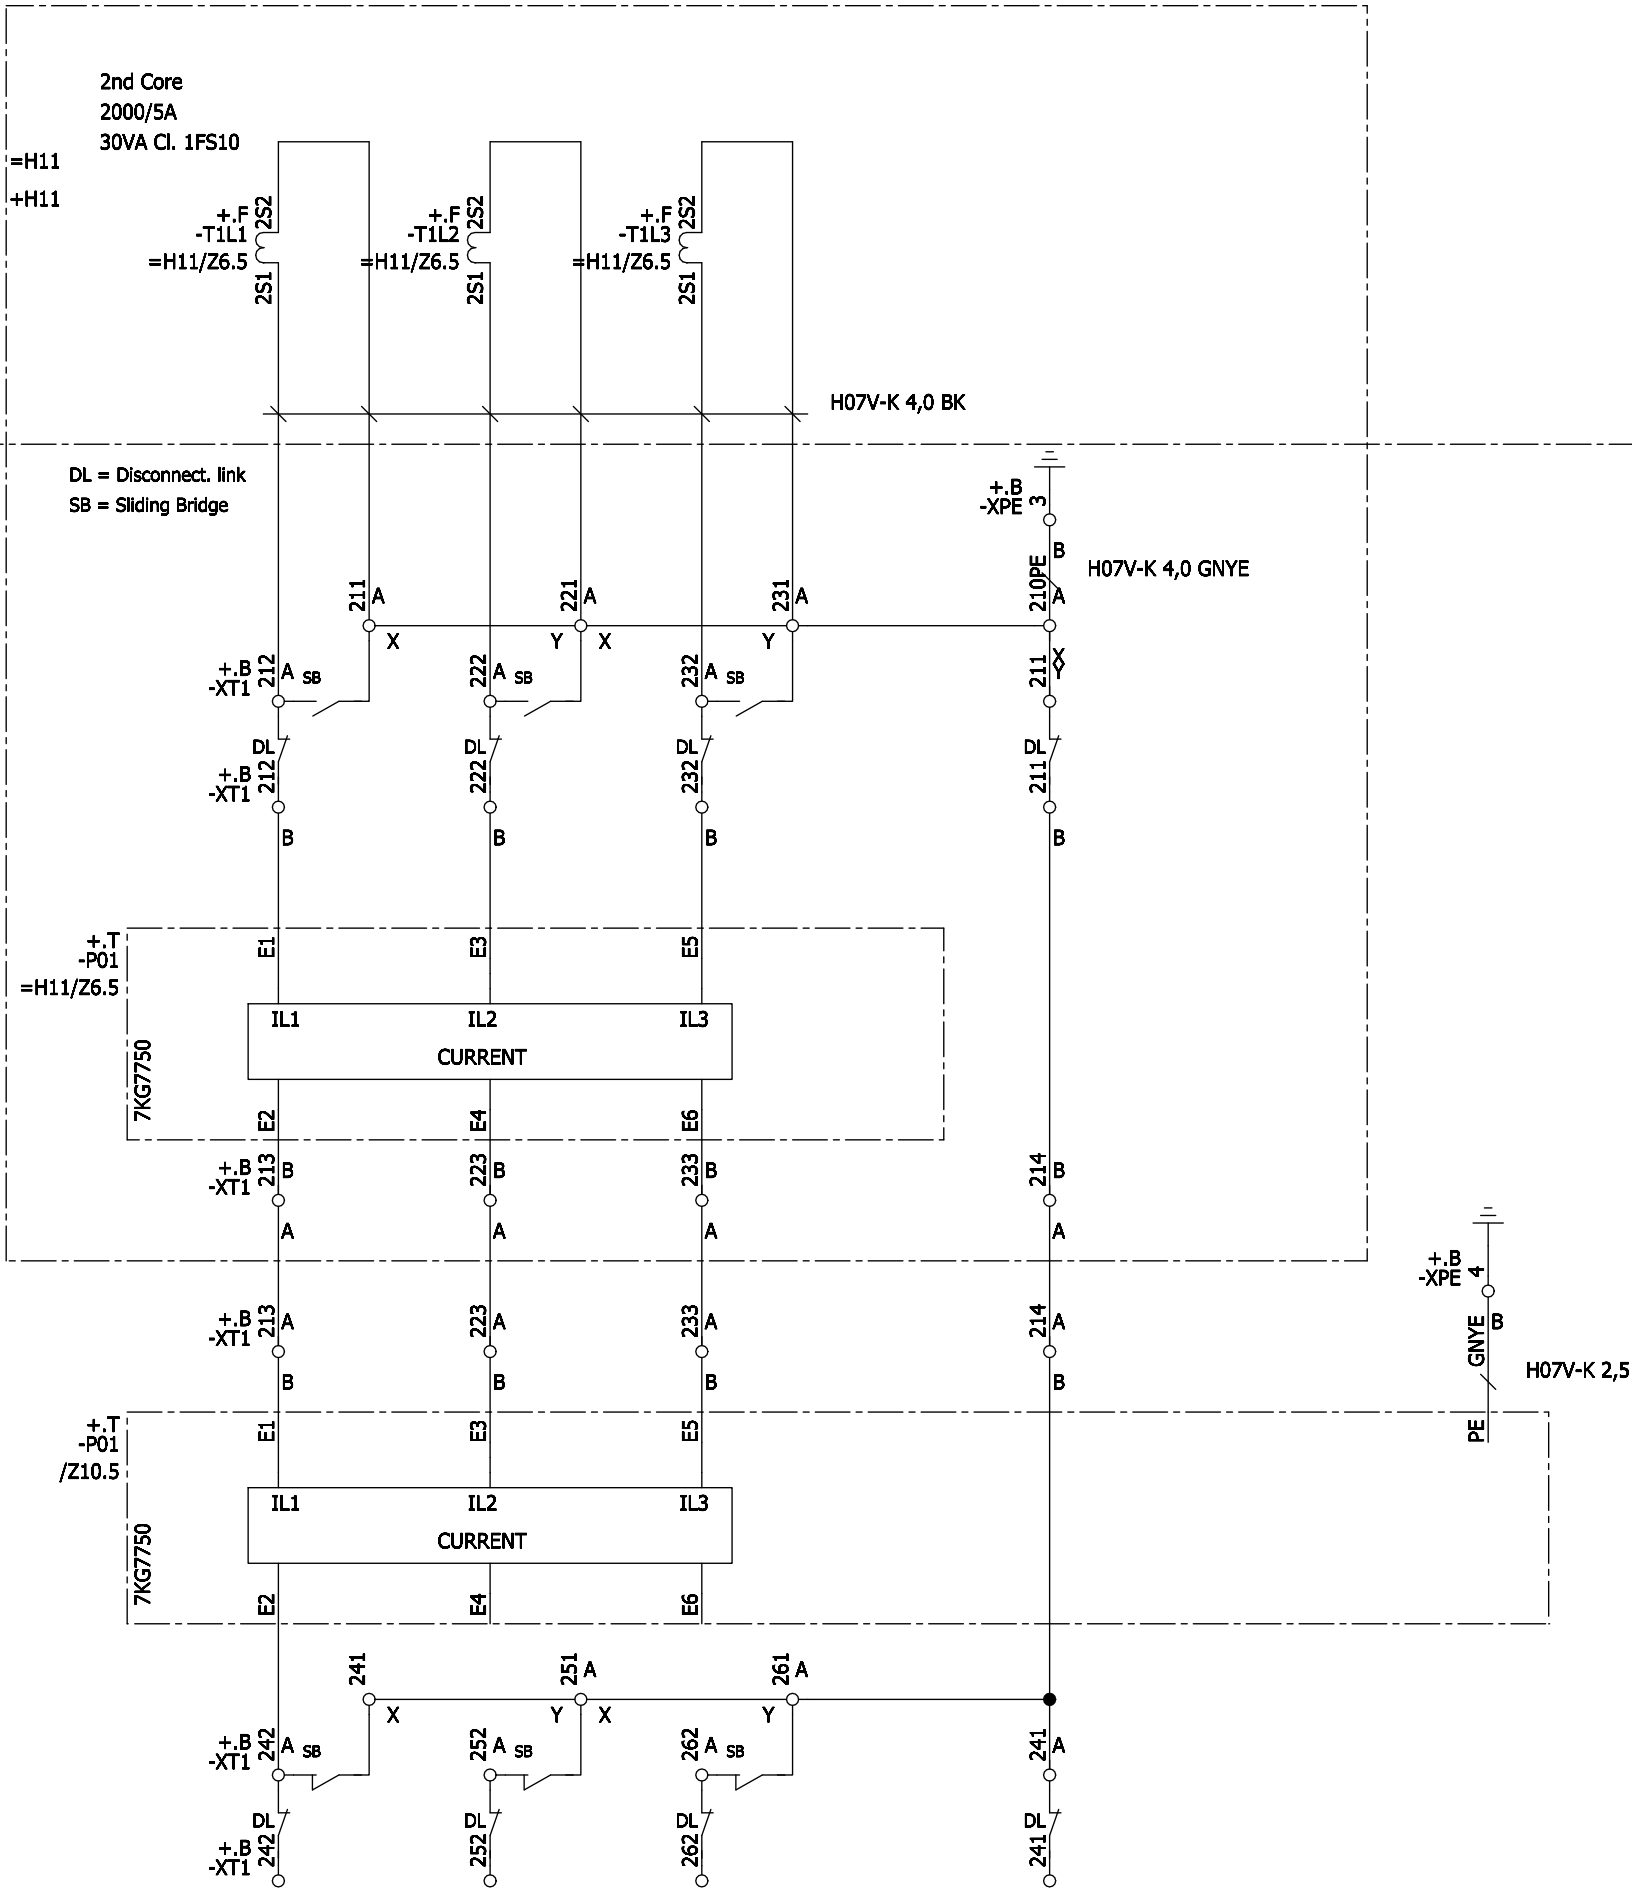 2nd Core
2000/5A
30VA Cl. 1FS10
=H11
+H11
+.F
-T1L1
=H11/Z6.5
2S2
2S1
+.F
-T1L2
=H11/Z6.5
2S2
2S1
+.F
-T1L3
=H11/Z6.5
2S2
2S1
H07V-K 4,0 BK
DL = Disconnect. link
SB = Sliding Bridge
+.B
-XPE
3
B
210PE
A
H07V-K 4,0 GNYE
211
A
221
A
231
A
X
Y
X
Y
X
Y
+.B
-XT1
212
A
SB
222
A
SB
232
A
SB
211
DL
DL
DL
DL
+.B
-XT1
212
222
232
211
B
B
B
B
+.T
-P01
=H11/Z6.5
E1
E3
E5
IL1
IL2
IL3
CURRENT
7KG7750
E2
E4
E6
+.B
-XT1
213
B
223
B
233
B
214
B
A
A
A
A
+.B
-XPE
4
+.B
-XT1
213
A
223
A
233
A
214
A
GNYE
B
H07V-K 2,5
B
B
B
B
+.T
-P01
/Z10.5
E1
E3
E5
PE
IL1
IL2
IL3
CURRENT
7KG7750
E2
E4
E6
241
251
A
261
A
X
Y
X
Y
+.B
-XT1
242
A
SB
252
A
SB
262
A
SB
241
A
DL
DL
DL
DL
+.B
-XT1
242
252
262
241